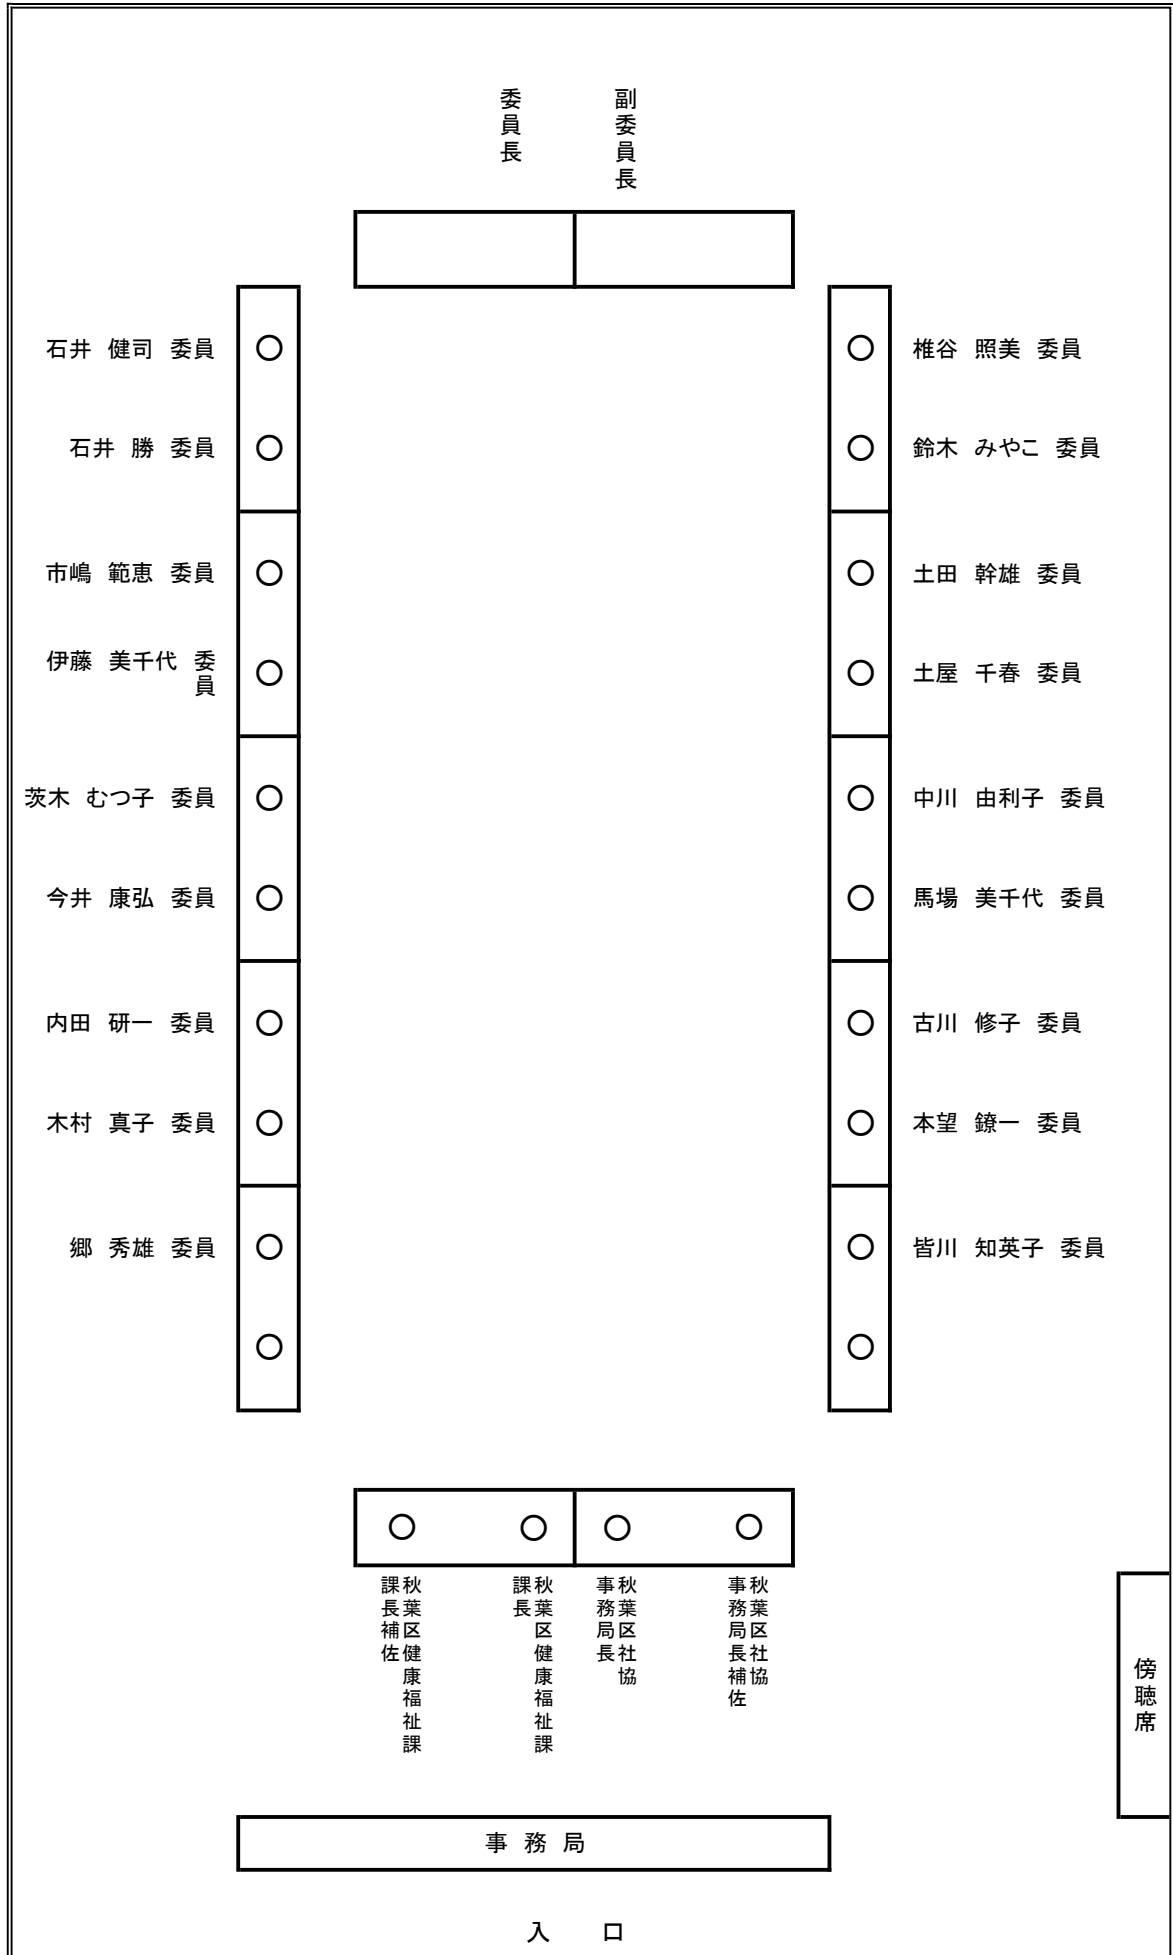 委員長
副委員長
石井 健司 委員
椎谷 照美 委員
石井 勝 委員
鈴木 みやこ 委員
市嶋 範恵 委員
土田 幹雄 委員
伊藤 美千代 委
員
土屋 千春 委員
茨木 むつ子 委員
中川 由利子 委員
今井 康弘 委員
馬場 美千代 委員
内田 研一 委員
古川 修子 委員
木村 真子 委員
本望 鐐一 委員
郷 秀雄 委員
皆川 知英子 委員
秋葉区健康福祉課
課長補佐
秋葉区健康福祉課
課長
秋葉区社協
事務局長
秋葉区社協
事務局長補佐
傍聴席
事 務 局
入 口